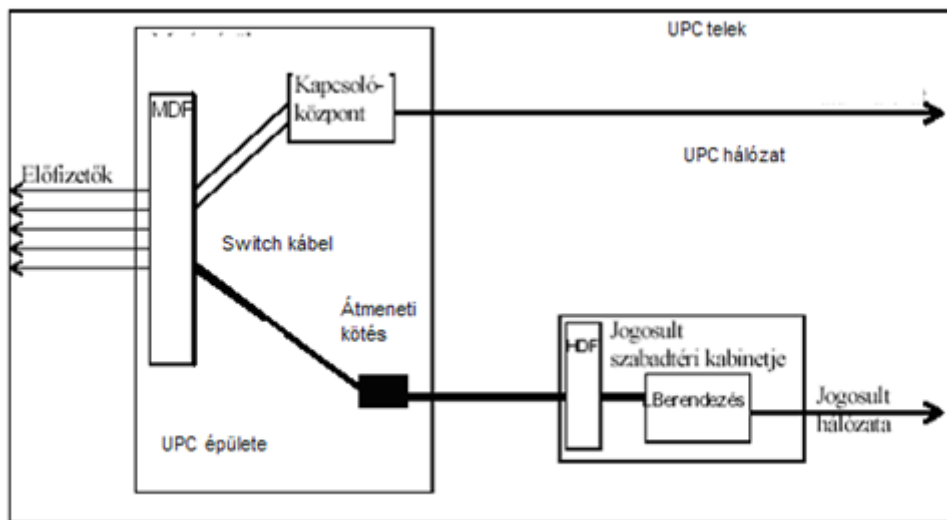 UPC telek
Kapcsoló-
központ
MDF
UPC hálózat
Előfizetők
Switch kábel
Átmeneti
kötés
HDF
Jogosult
szabadtéri kabinetje
Berendezés
Jogosult
hálózata
UPC épülete